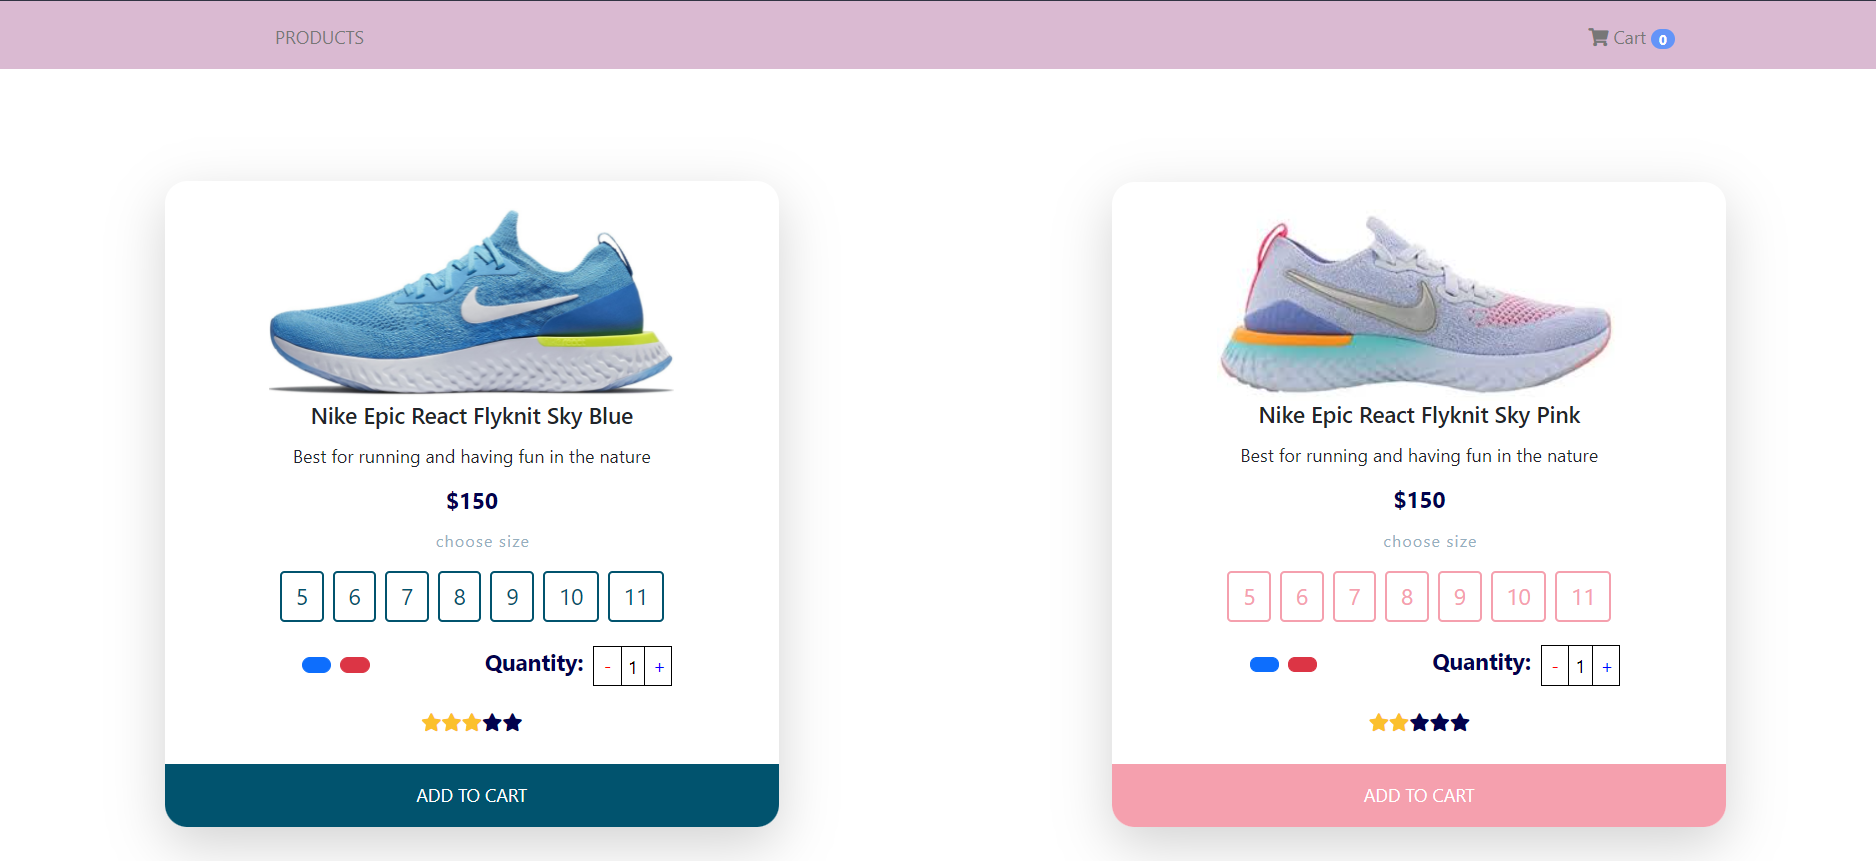 PRODUCTS
Cart 0
Nike Epic React Flyknit Sky Blue
Best for running and having fun in the nature
$150
choose size
5 6 7 8 9 10 11
Quantity: - 1 +
ADD TO CART
Nike Epic React Flyknit Sky Pink
Best for running and having fun in the nature
$150
choose size
5 6 7 8 9 10 11
Quantity: - 1 +
ADD TO CART